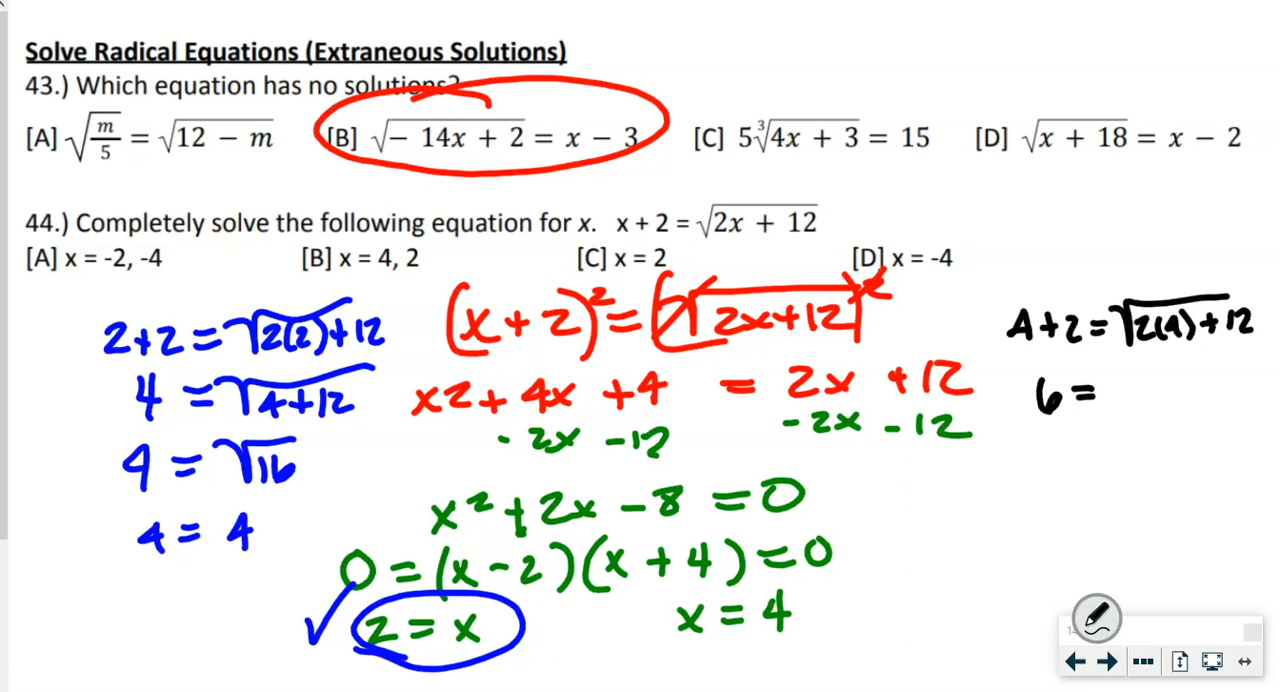 Solve Radical Equations (Extraneous Solutions)
43.) Which equation has no solutions?
[A] √(m/5) = √(12 − m) [B] √(− 14x + 2) = x − 3 [C] 5∛(4x + 3) = 15 [D] √(x + 18) = x − 2
44.) Completely solve the following equation for x. x + 2 = √(2x + 12)
[A] x = -2, -4 [B] x = 4, 2 [C] x = 2 [D] x = -4
2+2=√(2(2)+12)
4 = √(4+12)
4 = √16
4 = 4
(x+2)²=(√(2x+12))²
x2+ 4x +4 = 2x +12
-2x -12 -2x -12
x²+2x-8=0
0=(x-2)(x+4)=0
✓ 2=x x=4
4+2=√(2(4)+12)
6=